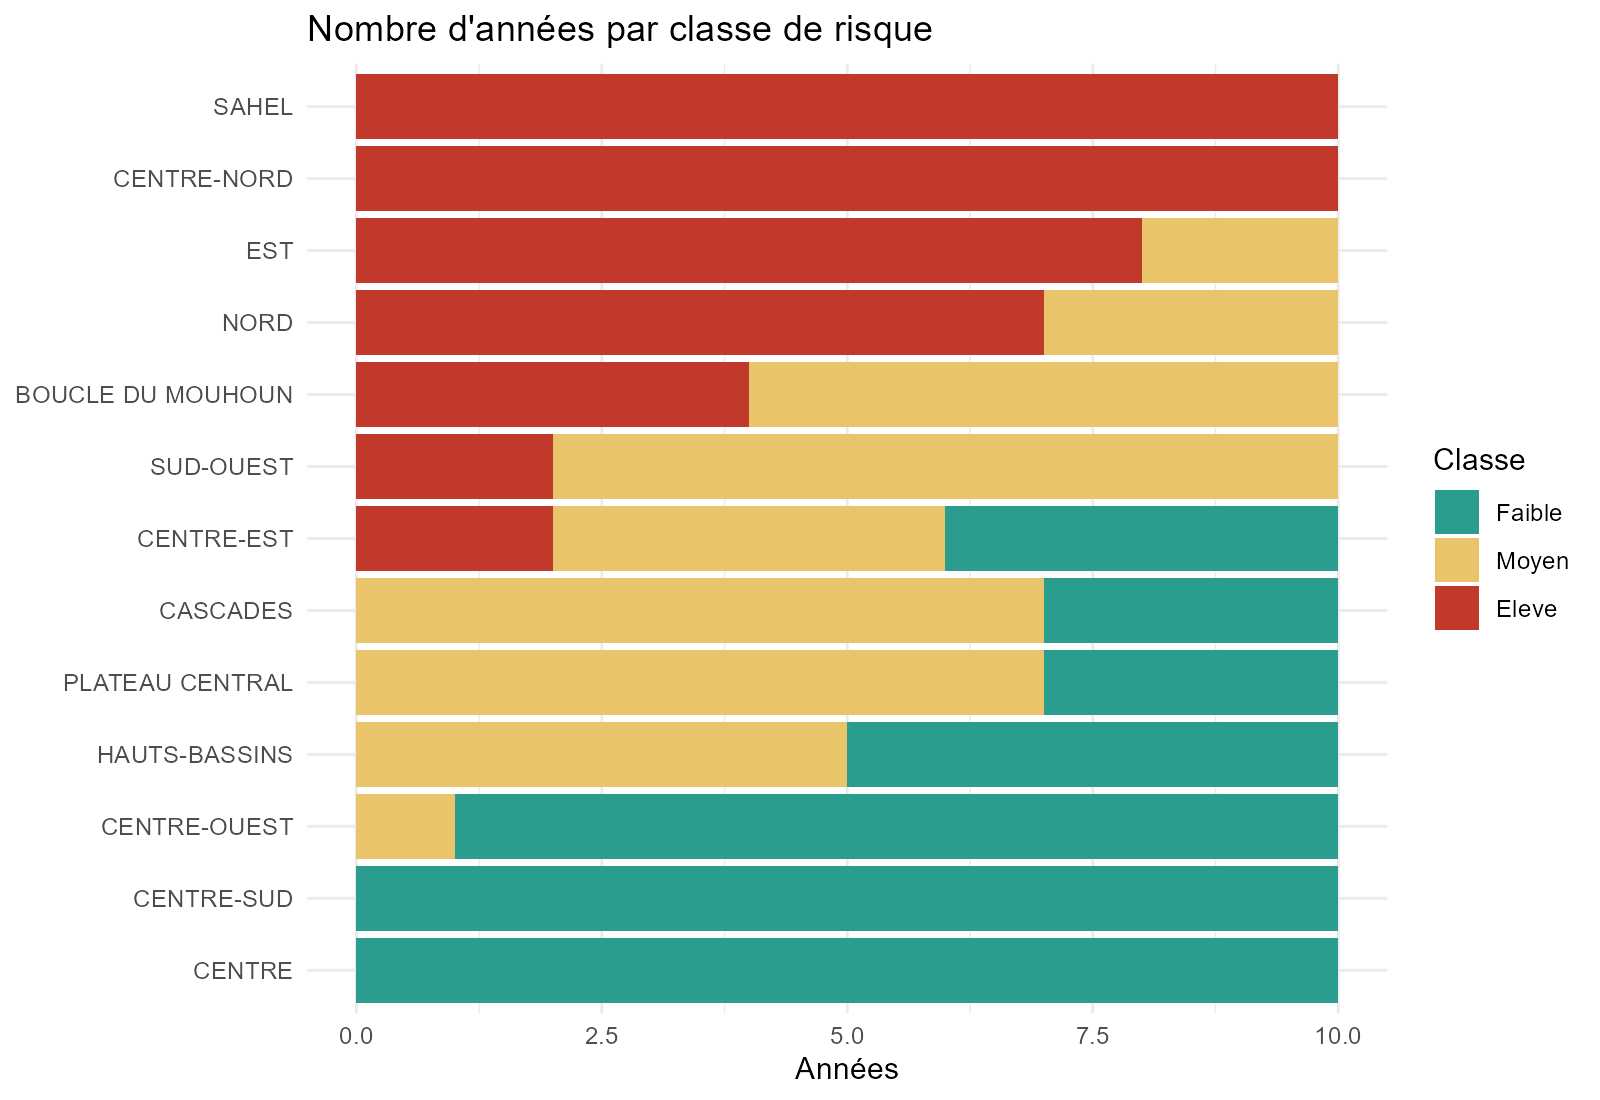 Nombre d'années par classe de risque
SAHEL
CENTRE-NORD
EST
NORD
BOUCLE DU MOUHOUN
SUD-OUEST
CENTRE-EST
CASCADES
PLATEAU CENTRAL
HAUTS-BASSINS
CENTRE-OUEST
CENTRE-SUD
CENTRE
0.0 2.5 5.0 7.5 10.0
Années
Classe
Faible
Moyen
Eleve